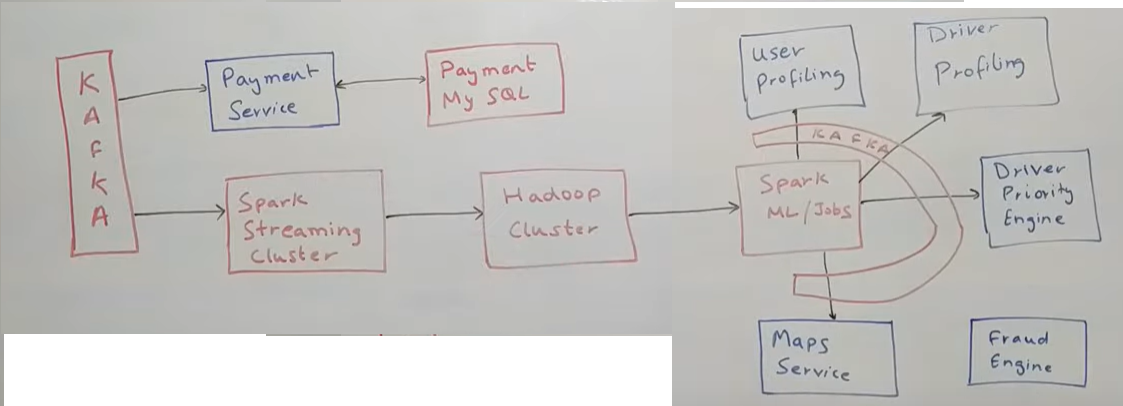 KAFKA
Payment
Service
Payment
My SQL
Spark
Streaming
Cluster
Hadoop
Cluster
Spark
ML/Jobs
KAFKA
User
Profiling
Driver
Profiling
Driver
Priority
Engine
Maps
Service
Fraud
Engine